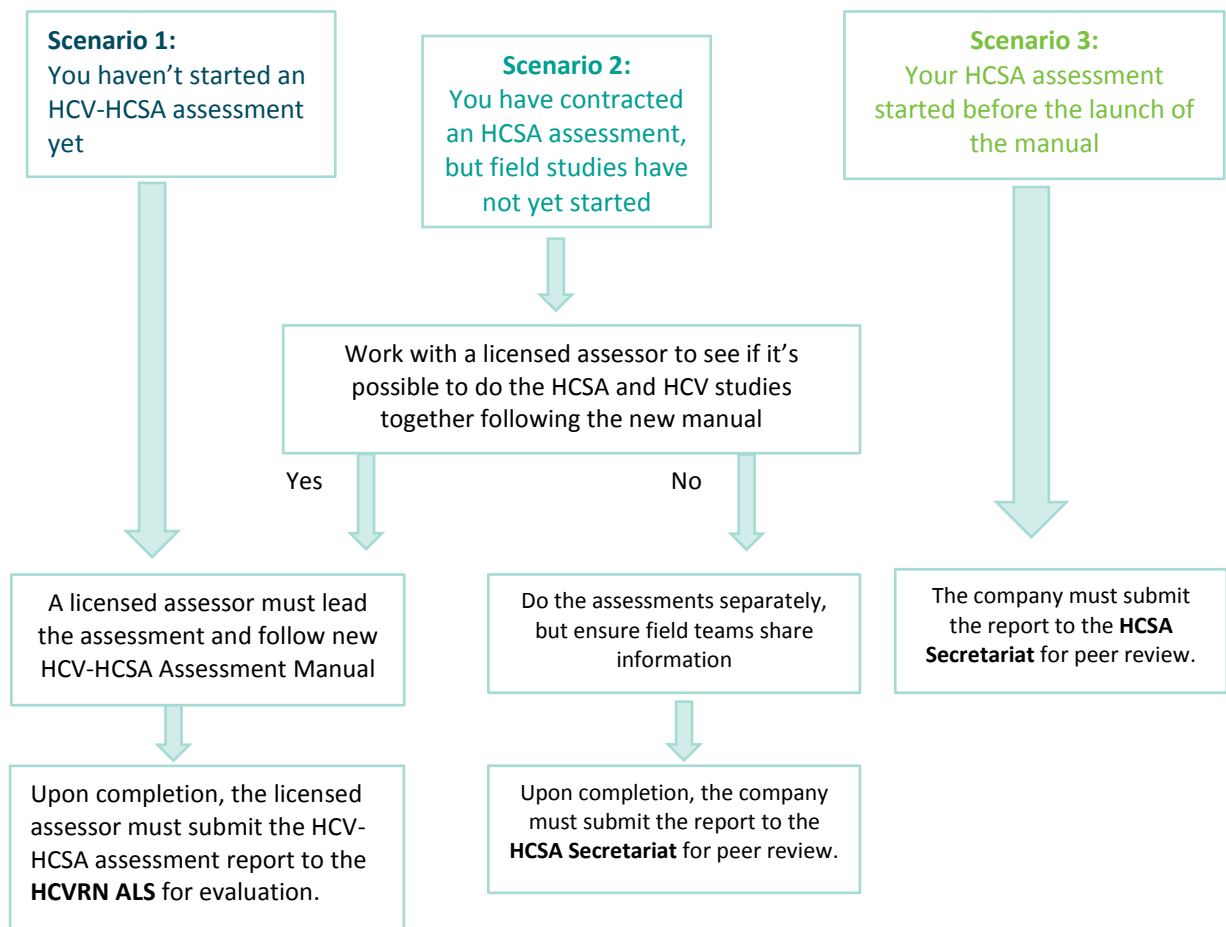 Scenario 1:
You haven’t started an
HCV-HCSA assessment
yet
Scenario 2:
You have contracted
an HCSA assessment,
but field studies have
not yet started
Scenario 3:
Your HCSA assessment
started before the launch of
the manual
Work with a licensed assessor to see if it’s
possible to do the HCSA and HCV studies
together following the new manual
Yes
No
A licensed assessor must lead
the assessment and follow new
HCV-HCSA Assessment Manual
Do the assessments separately,
but ensure field teams share
information
The company must submit
the report to the HCSA
Secretariat for peer review.
Upon completion, the licensed
assessor must submit the HCV-
HCSA assessment report to the
HCVRN ALS for evaluation.
Upon completion, the company
must submit the report to the
HCSA Secretariat for peer review.